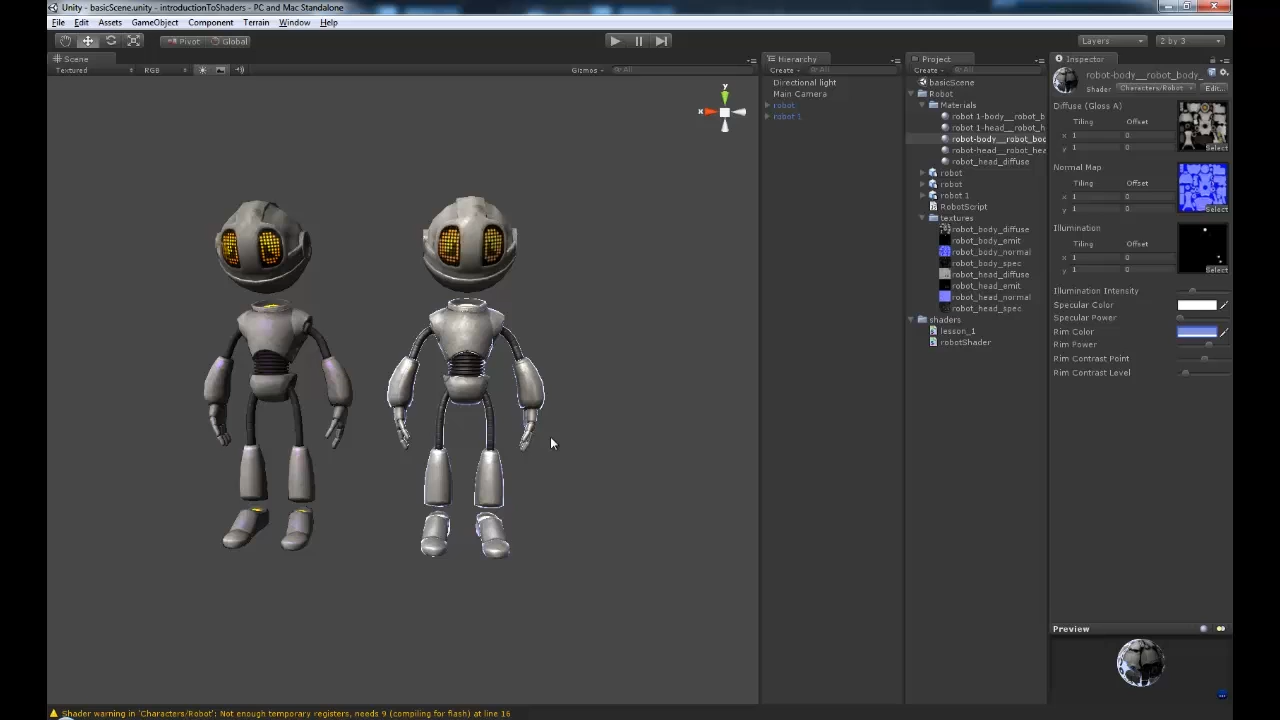 Unity - basicScene.unity - introductionToShaders - PC and Mac Standalone
File Edit Assets GameObject Component Terrain Window Help
Pivot Global Layers 2 by 3
Scene
Textured RGB Gizmos All
Hierarchy
Create All
Directional light
Main Camera
robot
robot 1
Project
Create All
basicScene
Robot
Materials
robot 1-body__robot_b
robot 1-head__robot_h
robot-body__robot_boo
robot-head__robot_hea
robot_head_diffuse
robot
robot
robot 1
RobotScript
textures
robot_body_diffuse
robot_body_emit
robot_body_normal
robot_body_spec
robot_head_diffuse
robot_head_emit
robot_head_normal
robot_head_spec
shaders
lesson_1
robotShader
Inspector
robot-body__robot_body_
Shader Characters/Robot Edit...
Diffuse (Gloss A)
Tiling Offset
x 1 0
y 1 0
Select
Normal Map
Tiling Offset
x 1 0
y 1 0
Select
Illumination
Tiling Offset
x 1 0
y 1 0
Select
Illumination Intensity
Specular Color
Specular Power
Rim Color
Rim Power
Rim Contrast Point
Rim Contrast Level
Preview
Shader warning in 'Characters/Robot': Not enough temporary registers, needs 9 (compiling for flash) at line 16